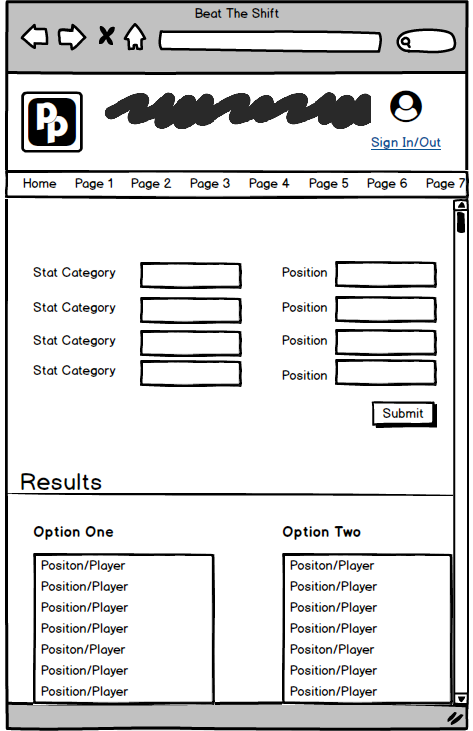 Beat The Shift
Pp
Sign In/Out
Home Page 1 Page 2 Page 3 Page 4 Page 5 Page 6 Page 7
Stat Category Position
Stat Category Position
Stat Category Position
Stat Category Position
Submit
Results
Option One Option Two
Positon/Player Positon/Player
Position/Player Position/Player
Position/Player Position/Player
Position/Player Position/Player
Positon/Player Positon/Player
Position/Player Position/Player
Position/Player Position/Player